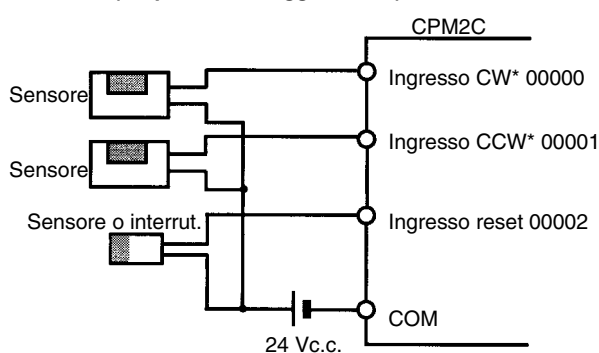 CPM2C
Ingresso CW* 00000
Sensore
Ingresso CCW* 00001
Sensore
Sensore o interrut.
Ingresso reset 00002
COM
24 Vc.c.